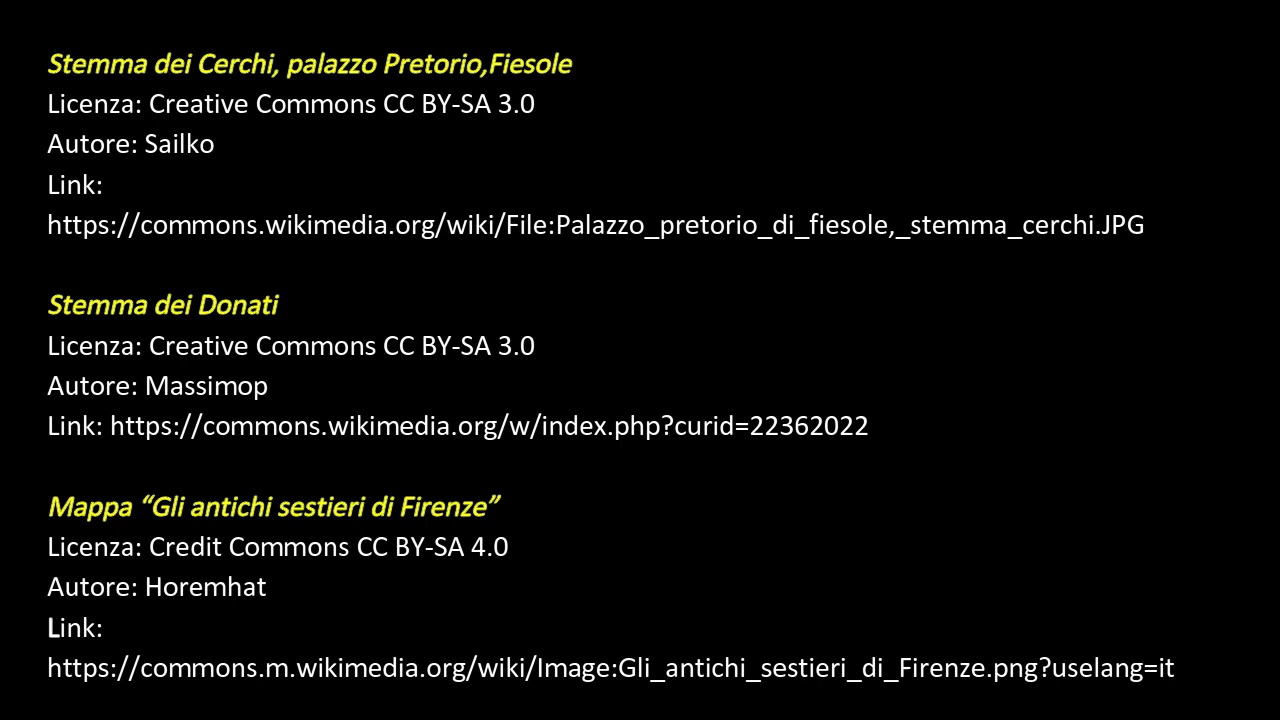 Stemma dei Cerchi, palazzo Pretorio,Fiesole
Licenza: Creative Commons CC BY-SA 3.0
Autore: Sailko
Link:
https://commons.wikimedia.org/wiki/File:Palazzo_pretorio_di_fiesole,_stemma_cerchi.JPG
Stemma dei Donati
Licenza: Creative Commons CC BY-SA 3.0
Autore: Massimop
Link: https://commons.wikimedia.org/w/index.php?curid=22362022
Mappa “Gli antichi sestieri di Firenze”
Licenza: Credit Commons CC BY-SA 4.0
Autore: Horemhat
Link:
https://commons.m.wikimedia.org/wiki/Image:Gli_antichi_sestieri_di_Firenze.png?uselang=it